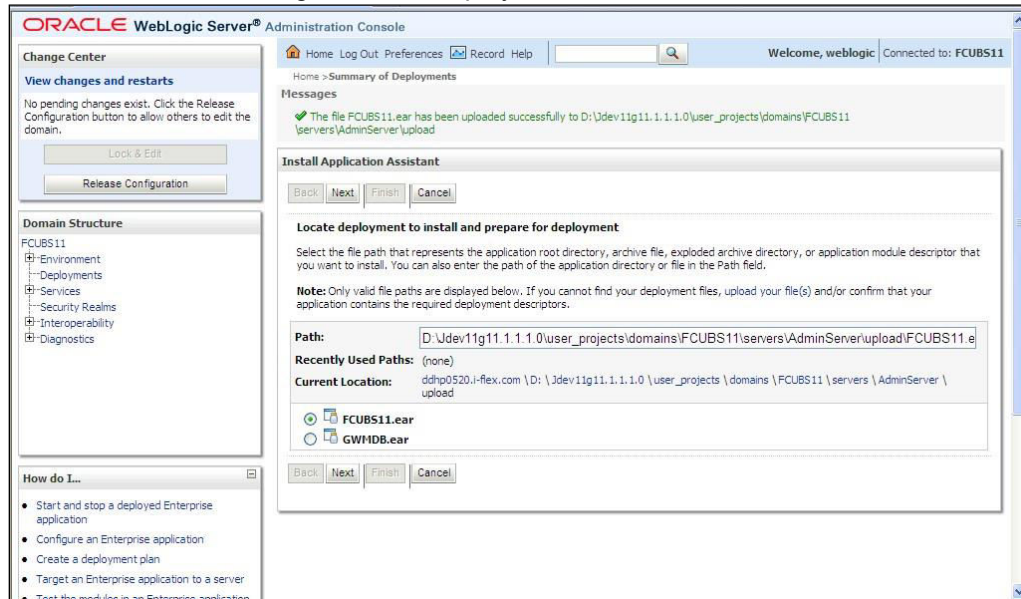 ORACLE WebLogic Server® Administration Console
Change Center
View changes and restarts
No pending changes exist. Click the Release
Configuration button to allow others to edit the
domain.
Lock & Edit
Release Configuration
Domain Structure
FCUBS11
Environment
Deployments
Services
Security Realms
Interoperability
Diagnostics
How do I...
Start and stop a deployed Enterprise
application
Configure an Enterprise application
Create a deployment plan
Target an Enterprise application to a server
Test the modules in an Enterprise application
Home Log Out Preferences Record Help
Welcome, weblogic Connected to: FCUBS11
Home >Summary of Deployments
Messages
The file FCUBS11.ear has been uploaded successfully to D:\Jdev11g11.1.1.1.0\user_projects\domains\FCUBS11
\servers\AdminServer\upload
Install Application Assistant
Back Next Finish Cancel
Locate deployment to install and prepare for deployment
Select the file path that represents the application root directory, archive file, exploded archive directory, or application module descriptor that
you want to install. You can also enter the path of the application directory or file in the Path field.
Note: Only valid file paths are displayed below. If you cannot find your deployment files, upload your file(s) and/or confirm that your
application contains the required deployment descriptors.
Path: D:\Jdev11g11.1.1.1.0\user_projects\domains\FCUBS11\servers\AdminServer\upload\FCUBS11.e
Recently Used Paths: (none)
Current Location: ddhp0520.i-flex.com \ D: \ Jdev11g11.1.1.1.0 \ user_projects \ domains \ FCUBS11 \ servers \ AdminServer \
upload
FCUBS11.ear
GWMDB.ear
Back Next Finish Cancel